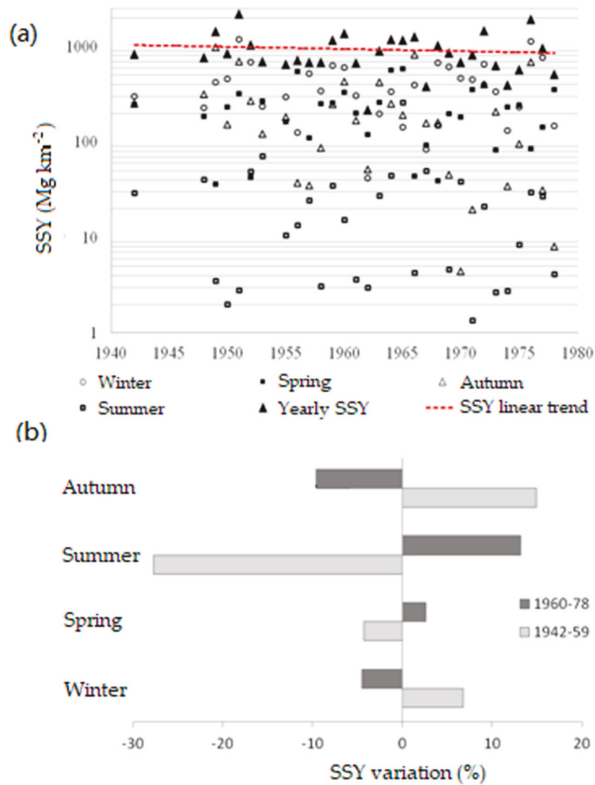 (a)
SSY (Mg km-2)
1000
100
10
1
1940 1945 1950 1955 1960 1965 1970 1975 1980
Winter Spring Autumn
Summer Yearly SSY SSY linear trend
(b)
Autumn
Summer
Spring
Winter
1960-78
1942-59
-30 -20 -10 0 10 20
SSY variation (%)